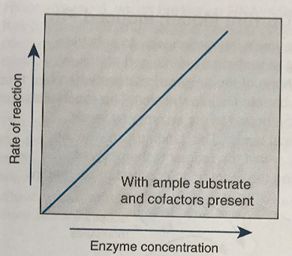 Rate of reaction
With ample substrate
and cofactors present
Enzyme concentration